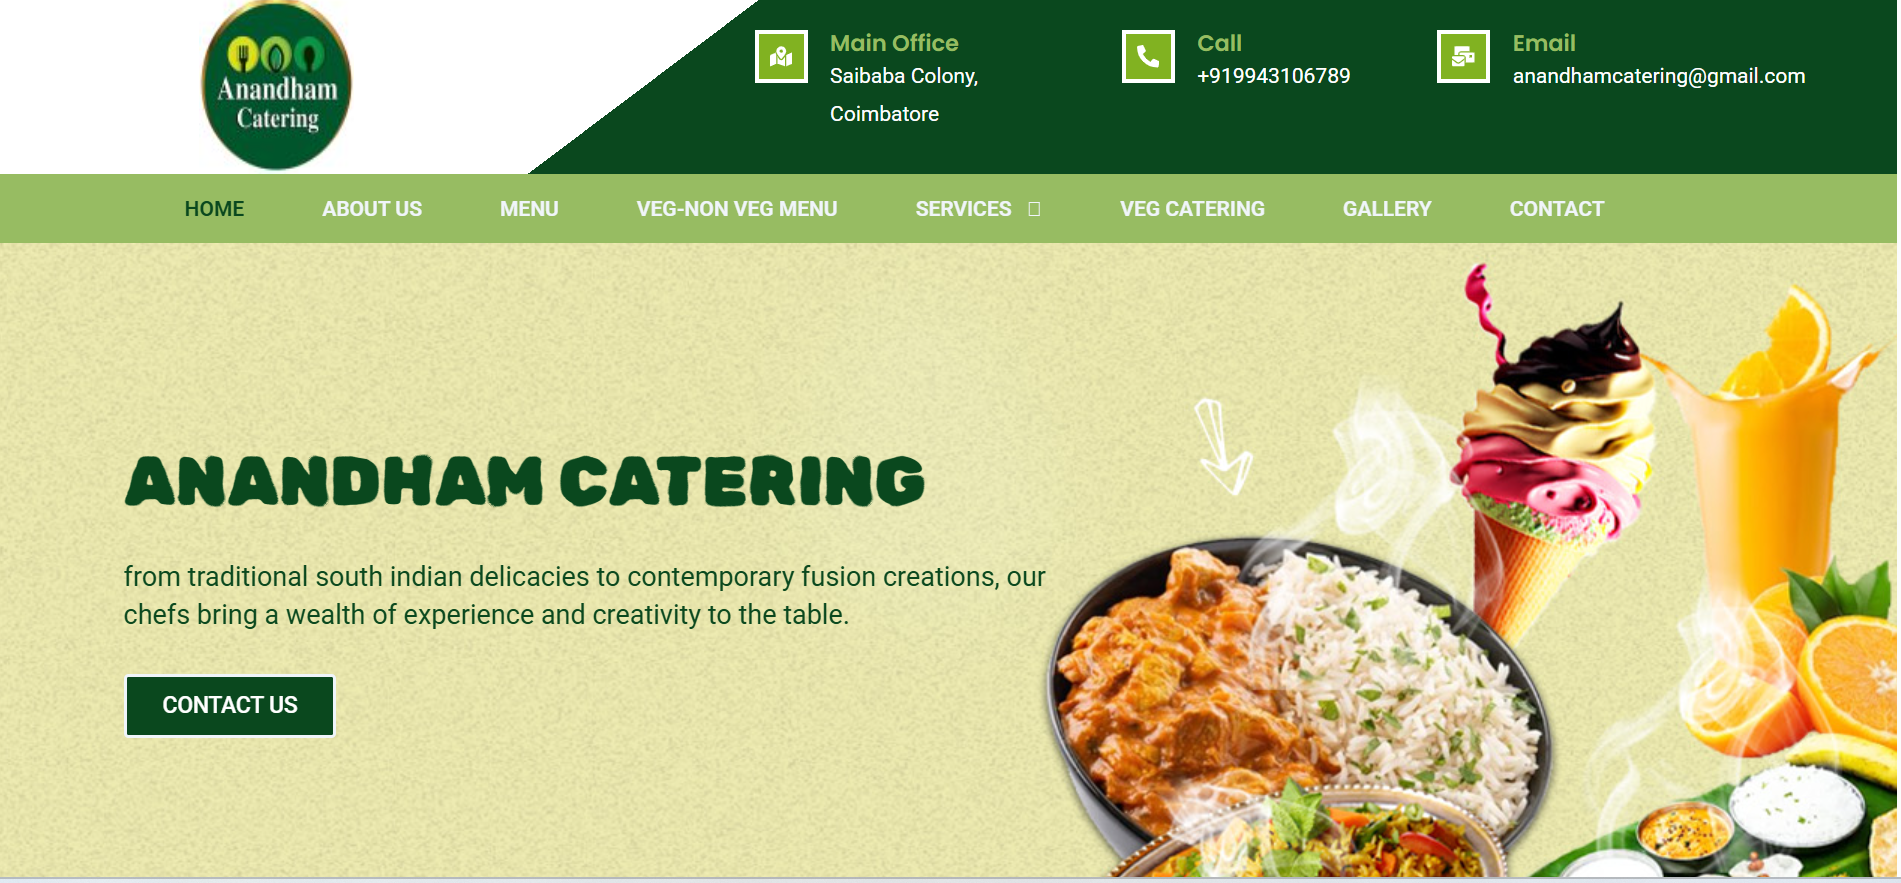 Anandham
Catering
Main Office
Saibaba Colony,
Coimbatore
Call
+919943106789
Email
anandhamcatering@gmail.com
HOME
ABOUT US
MENU
VEG-NON VEG MENU
SERVICES
VEG CATERING
GALLERY
CONTACT
ANANDHAM CATERING
from traditional south indian delicacies to contemporary fusion creations, our
chefs bring a wealth of experience and creativity to the table.
CONTACT US